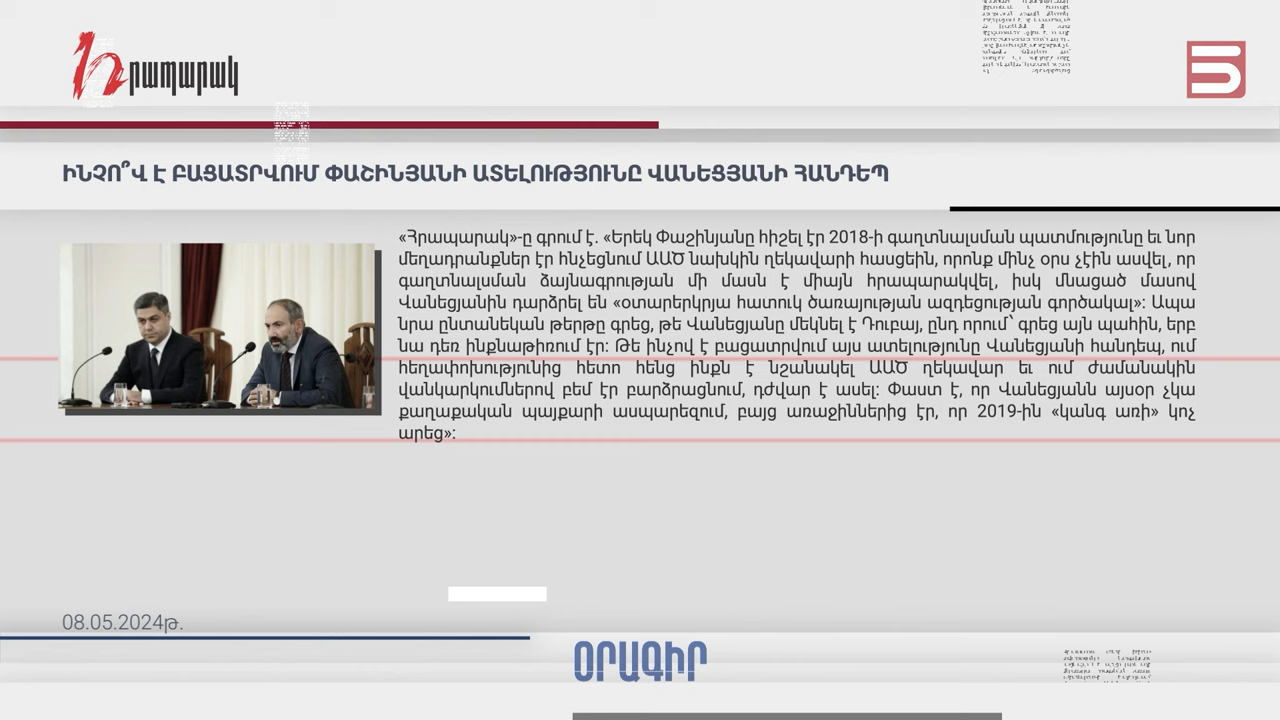 Հրապարակ
ԻՆՉՈ՞Վ Է ԲԱՑԱՏՐՎՈՒՄ ՓԱՇԻՆՅԱՆԻ ԱՏԵԼՈՒԹՅՈՒՆԸ ՎԱՆԵՑՅԱՆԻ ՀԱՆԴԵՊ
«Հրապարակ»-ը գրում է. «Երեկ Փաշինյանը հիշել էր 2018-ի գաղտնալսման պատմությունը եւ նոր
մեղադրանքներ էր հնչեցնում ԱԱԾ նախկին ղեկավարի հասցեին, որոնք մինչ օրս չէին ասվել, որ
գաղտնալսման ձայնագրության մի մասն է միայն հրապարակվել, իսկ մնացած մասով
Վանեցյանին դարձրել են «օտարերկրյա հատուկ ծառայության ազդեցության գործակալ»։ Ապա
նրա ընտանեկան թերթը գրեց, թե Վանեցյանը մեկնել է Դուբայ, ընդ որում՝ գրեց այն պահին, երբ
նա դեռ ինքնաթիռում էր։ Թե ինչով է բացատրվում այս ատելությունը Վանեցյանի հանդեպ, ում
հեղափոխությունից հետո հենց ինքն է նշանակել ԱԱԾ ղեկավար եւ ում ժամանակին
վանկարկումներով բեմ էր բարձրացնում, դժվար է ասել։ Փաստ է, որ Վանեցյանն այսօր չկա
քաղաքական պայքարի ասպարեզում, բայց առաջիններից էր, որ 2019-ին «կանգ առի» կոչ
արեց»։
08.05.2024թ.
ՕՐԱԳԻՐ